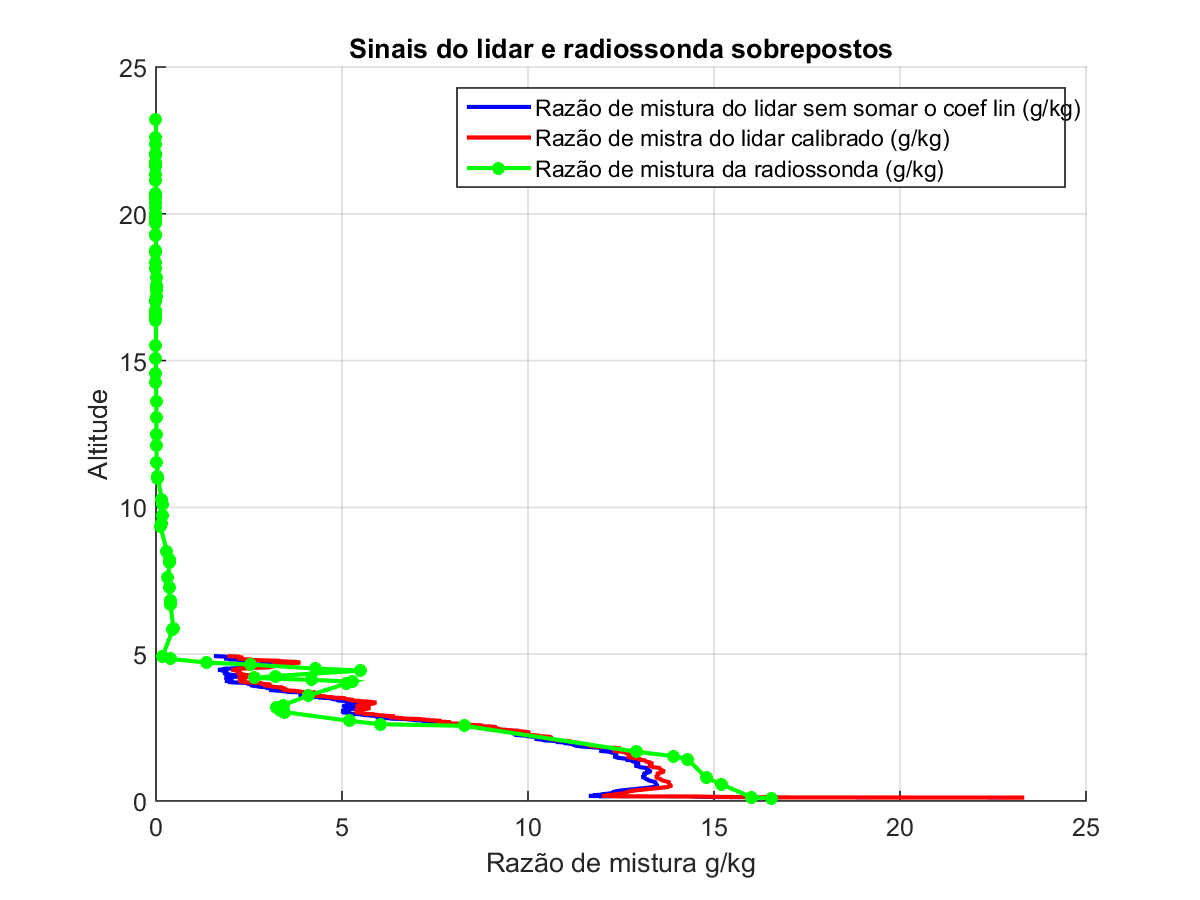 Sinais do lidar e radiossonda sobrepostos
25
Razão de mistura do lidar sem somar o coef lin (g/kg)
Razão de mistra do lidar calibrado (g/kg)
Razão de mistura da radiossonda (g/kg)
20
15
Altitude
10
5
0
0 5 10 15 20 25
Razão de mistura g/kg